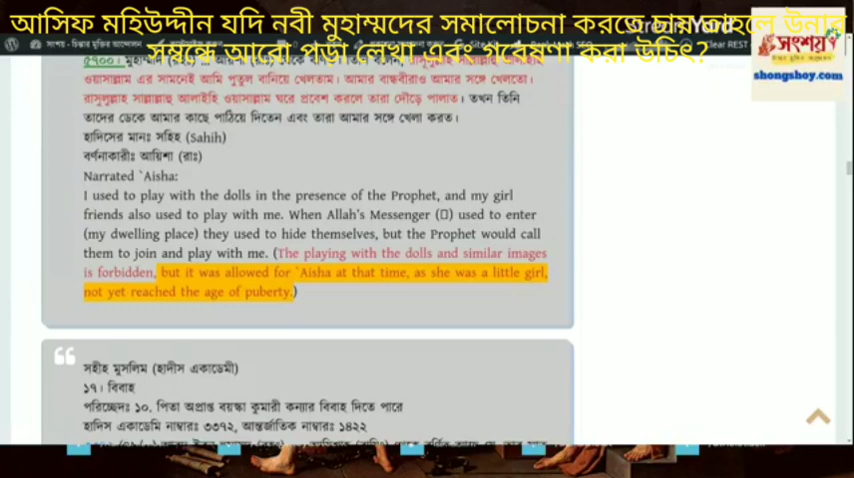 আসিফ মহিউদ্দীন যদি নবী মুহাম্মদের সমালোচনা করতে চায় তাহলে উনার
সম্বন্ধে আরো পড়া লেখা এবং গবেষণা করা উচিৎ?
সংশয়
shongshoy.com
ওয়াসাল্লাম এর সামনেই আমি পুতুল বানিয়ে খেলতাম। আমার বান্ধবীরাও আমার সঙ্গে খেলতো।
রাসুলুল্লাহ সাল্লাল্লাহু আলাইহি ওয়াসাল্লাম ঘরে প্রবেশ করলে তারা দৌড়ে পালাত। তখন তিনি
তাদের ডেকে আমার কাছে পাঠিয়ে দিতেন এবং তারা আমার সঙ্গে খেলা করত।
হাদিসের মানঃ সহিহ (Sahih)
বর্ণনাকারীঃ আয়িশা (রাঃ)
Narrated `Aisha:
I used to play with the dolls in the presence of the Prophet, and my girl
friends also used to play with me. When Allah's Messenger () used to enter
(my dwelling place) they used to hide themselves, but the Prophet would call
them to join and play with me. (The playing with the dolls and similar images
is forbidden, but it was allowed for `Aisha at that time, as she was a little girl,
not yet reached the age of puberty.)
সহীহ মুসলিম (হাদীস একাডেমী)
১৭। বিবাহ
পরিচ্ছেদঃ ১০. পিতা অপ্রাপ্ত বয়স্কা কুমারী কন্যার বিবাহ দিতে পারে
হাদিস একাডেমি নাম্বারঃ ৩৩৭২, আন্তর্জাতিক নাম্বারঃ ১৪২২